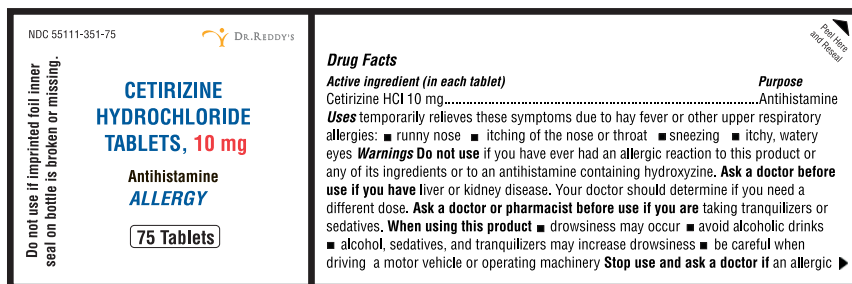 NDC 55111-351-75
DR.REDDY'S
Do not use if imprinted foil inner
seal on bottle is broken or missing.
CETIRIZINE
HYDROCHLORIDE
TABLETS, 10 mg
Antihistamine
ALLERGY
75 Tablets
Peel Here
and Reseal
Drug Facts
Active ingredient (in each tablet) Purpose
Cetirizine HCl 10 mg..........................................................................Antihistamine
Uses temporarily relieves these symptoms due to hay fever or other upper respiratory
allergies: ■ runny nose ■ itching of the nose or throat ■ sneezing ■ itchy, watery
eyes Warnings Do not use if you have ever had an allergic reaction to this product or
any of its ingredients or to an antihistamine containing hydroxyzine. Ask a doctor before
use if you have liver or kidney disease. Your doctor should determine if you need a
different dose. Ask a doctor or pharmacist before use if you are taking tranquilizers or
sedatives. When using this product ■ drowsiness may occur ■ avoid alcoholic drinks
■ alcohol, sedatives, and tranquilizers may increase drowsiness ■ be careful when
driving a motor vehicle or operating machinery Stop use and ask a doctor if an allergic